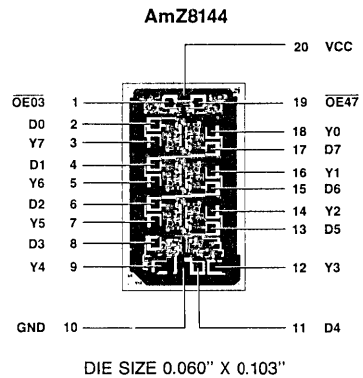 AmZ8144
20 VCC
OE03 1
19 OE47
D0 2
18 Y0
Y7 3
17 D7
D1 4
16 Y1
Y6 5
15 D6
D2 6
14 Y2
Y5 7
13 D5
D3 8
Y4 9
12 Y3
GND 10
11 D4
DIE SIZE 0.060" X 0.103"